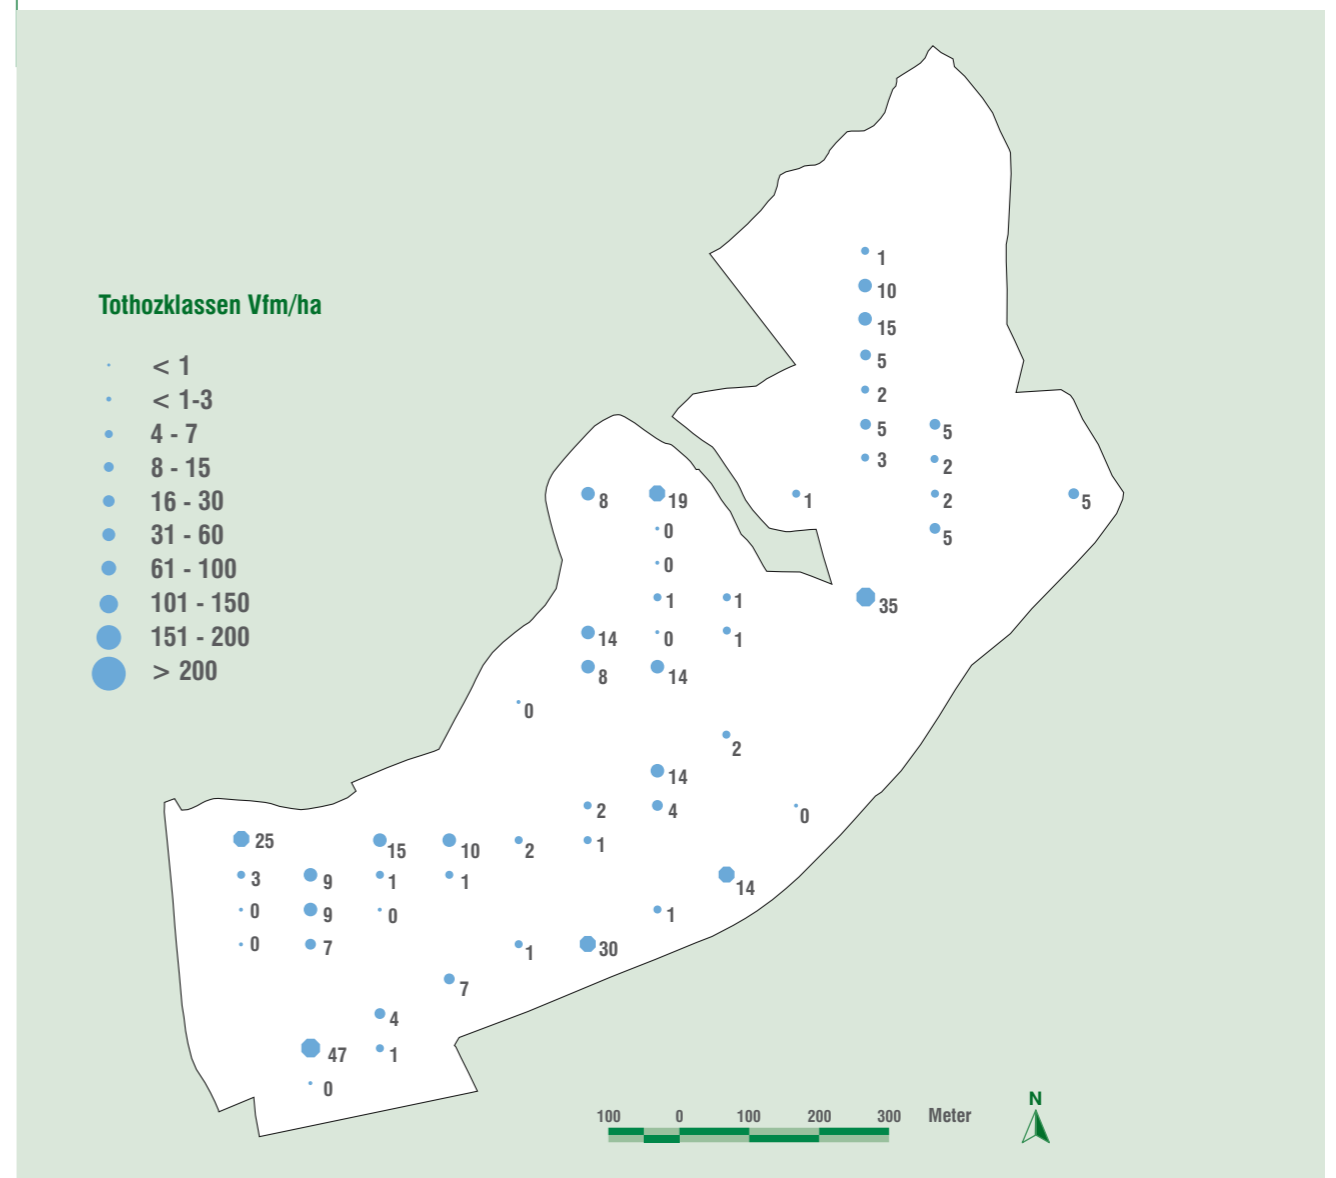 Tothozklassen Vfm/ha
< 1
< 1-3
4 - 7
8 - 15
16 - 30
31 - 60
61 - 100
101 - 150
151 - 200
> 200
1
10
15
5
2
5 5
3 2
8 19 1 2 5
0 5
0
1 1 35
14 0 1
8 14
0
2
14
2 4 0
25 15 10 2 1
3 9 1 1 14
0 9 0 1
0 7 1 30
7
4
47 1
0
100 0 100 200 300 Meter
N